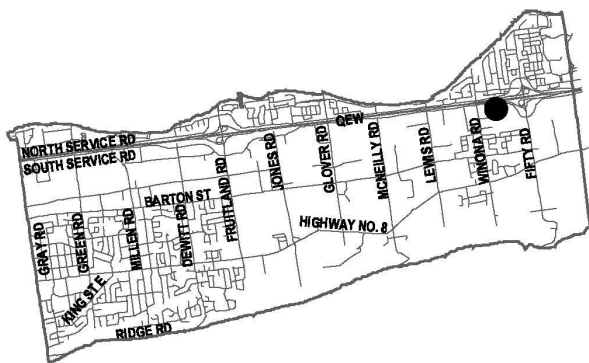 NORTH SERVICE RD
SOUTH SERVICE RD
QEW
BARTON ST
HIGHWAY NO. 8
GRAY RD
GREEN RD
MILLEN RD
DEWITT RD
FRUITLAND RD
JONES RD
GLOVER RD
MCNEILLY RD
LEWIS RD
WINONA RD
FIFTY RD
KING ST E
RIDGE RD